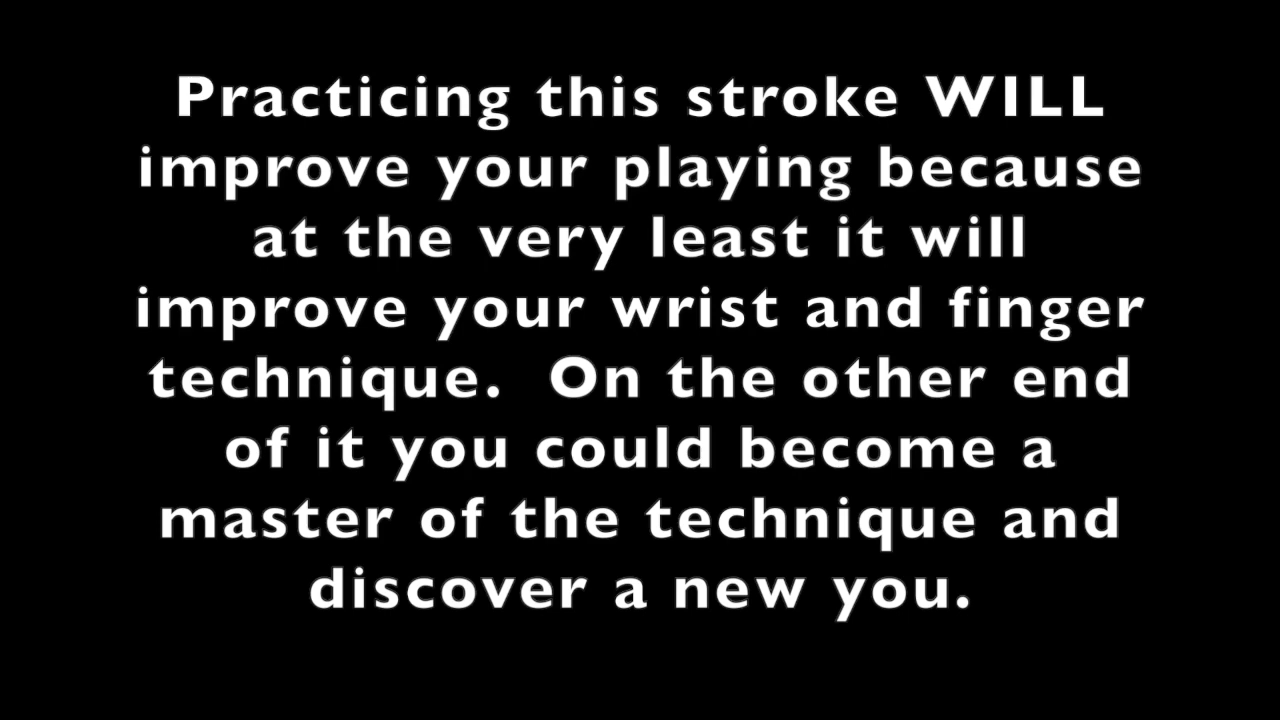 Practicing this stroke WILL
improve your playing because
at the very least it will
improve your wrist and finger
technique.  On the other end
of it you could become a
master of the technique and
discover a new you.